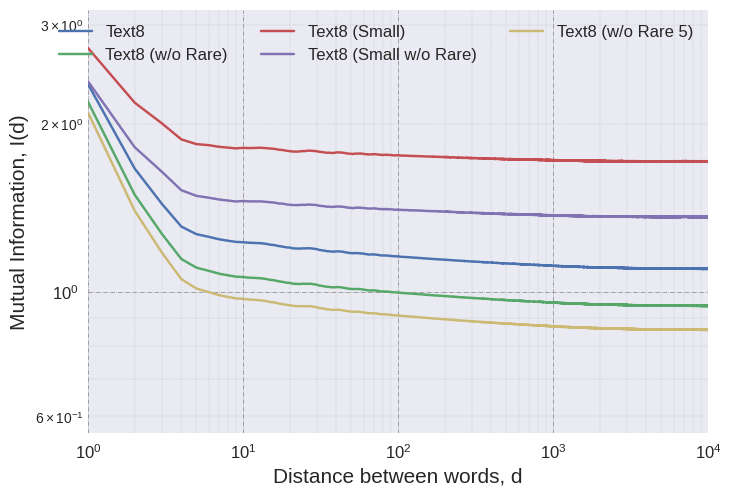 3×10⁰
Text8 Text8 (Small) Text8 (w/o Rare 5)
Text8 (w/o Rare) Text8 (Small w/o Rare)
2×10⁰
Mutual Information, I(d)
10⁰
6×10⁻¹
10⁰ 10¹ 10² 10³ 10⁴
Distance between words, d